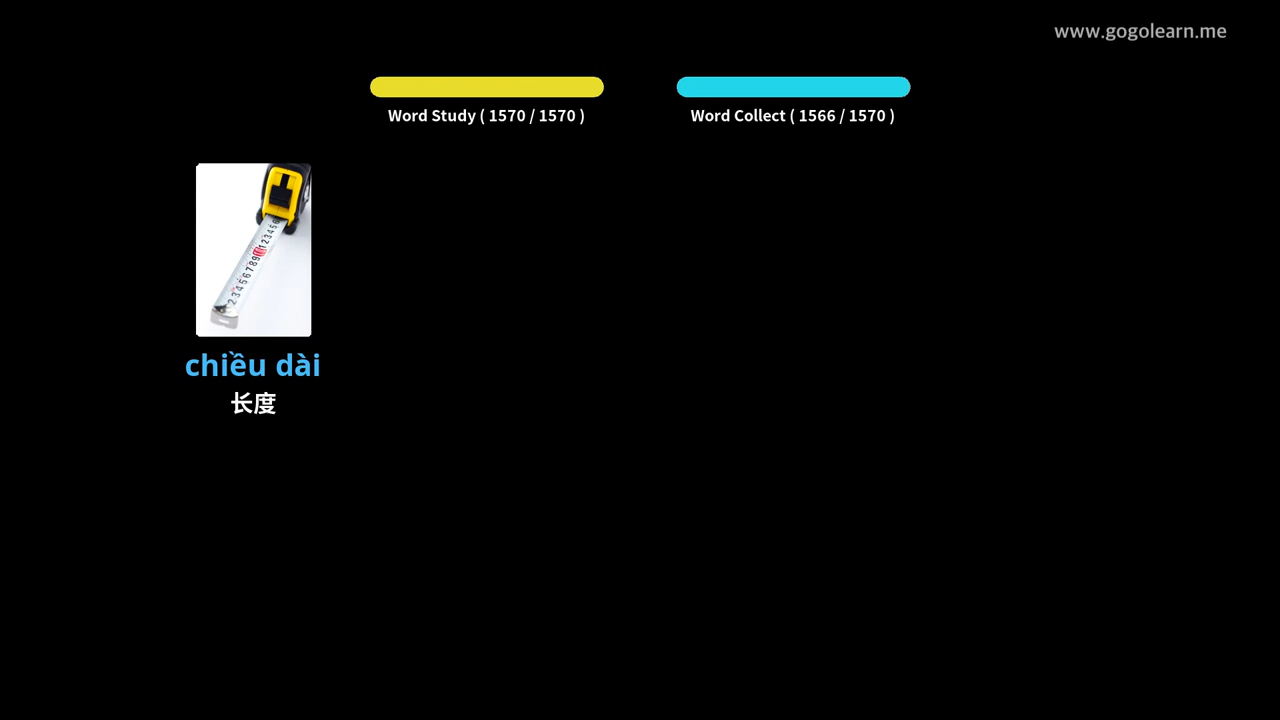 www.gogolearn.me
Word Study ( 1570 / 1570 )
Word Collect ( 1566 / 1570 )
chiều dài
长度